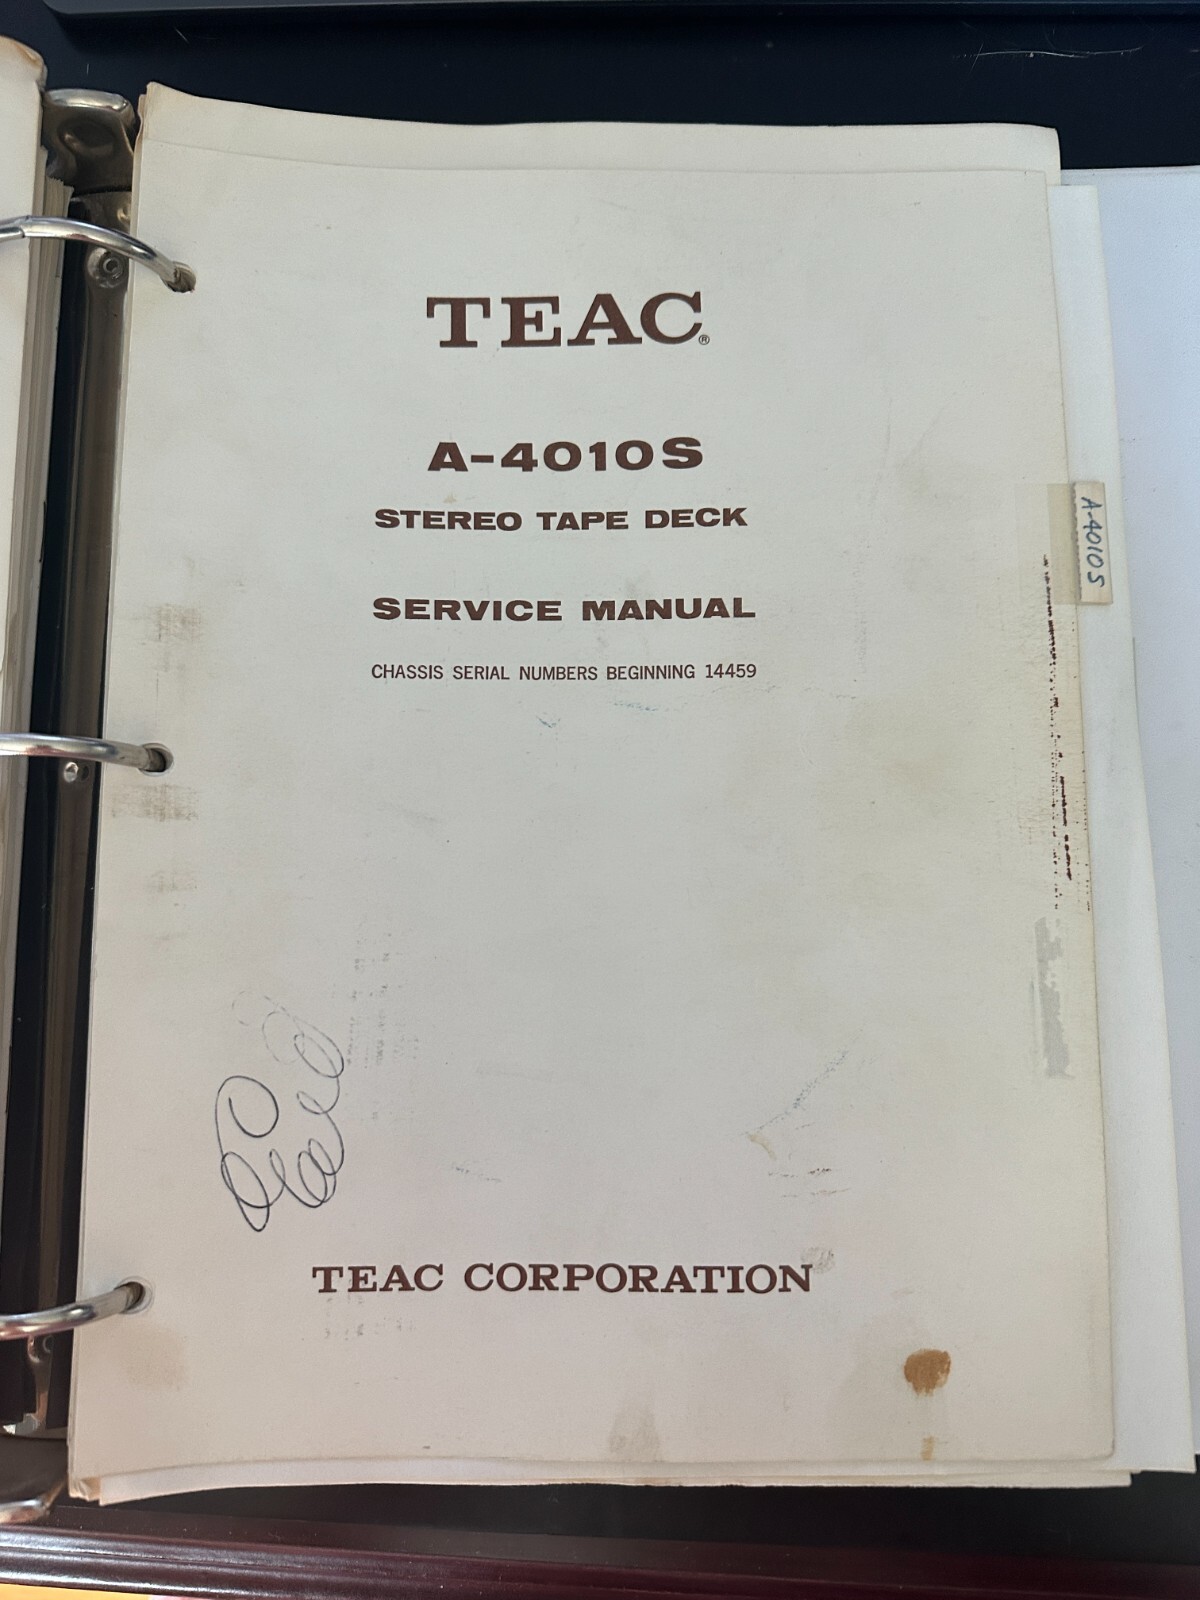 TEAC®
A-4010S
STEREO TAPE DECK
A-4010S
SERVICE MANUAL
CHASSIS SERIAL NUMBERS BEGINNING 14459
TEAC CORPORATION